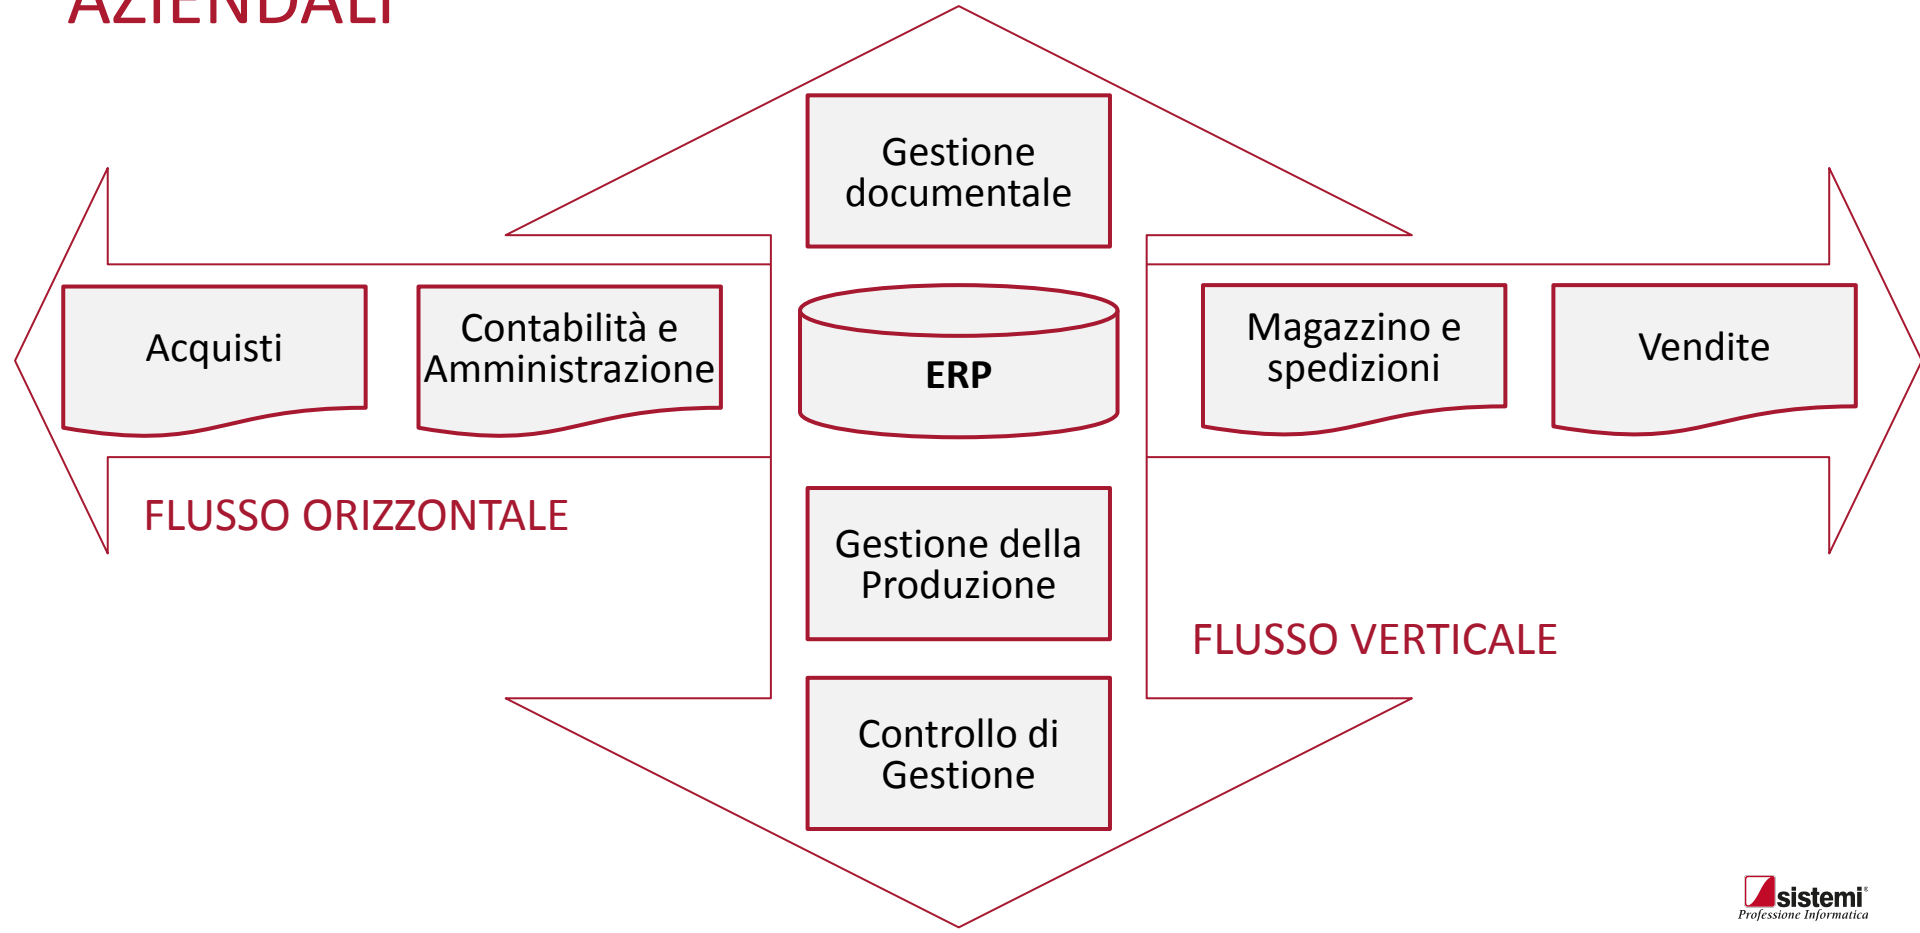 AZIENDALI
Gestione
documentale
Acquisti
Contabilità e
Amministrazione
ERP
Magazzino e
spedizioni
Vendite
FLUSSO ORIZZONTALE
Gestione della
Produzione
FLUSSO VERTICALE
Controllo di
Gestione
sistemi®
Professione Informatica